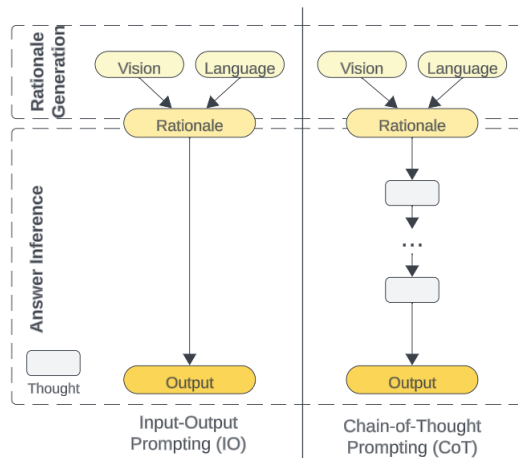 Rationale
Generation
Vision
Language
Rationale
Vision
Language
Rationale
Answer Inference
...
Thought
Output
Output
Input-Output
Prompting (IO)
Chain-of-Thought
Prompting (CoT)